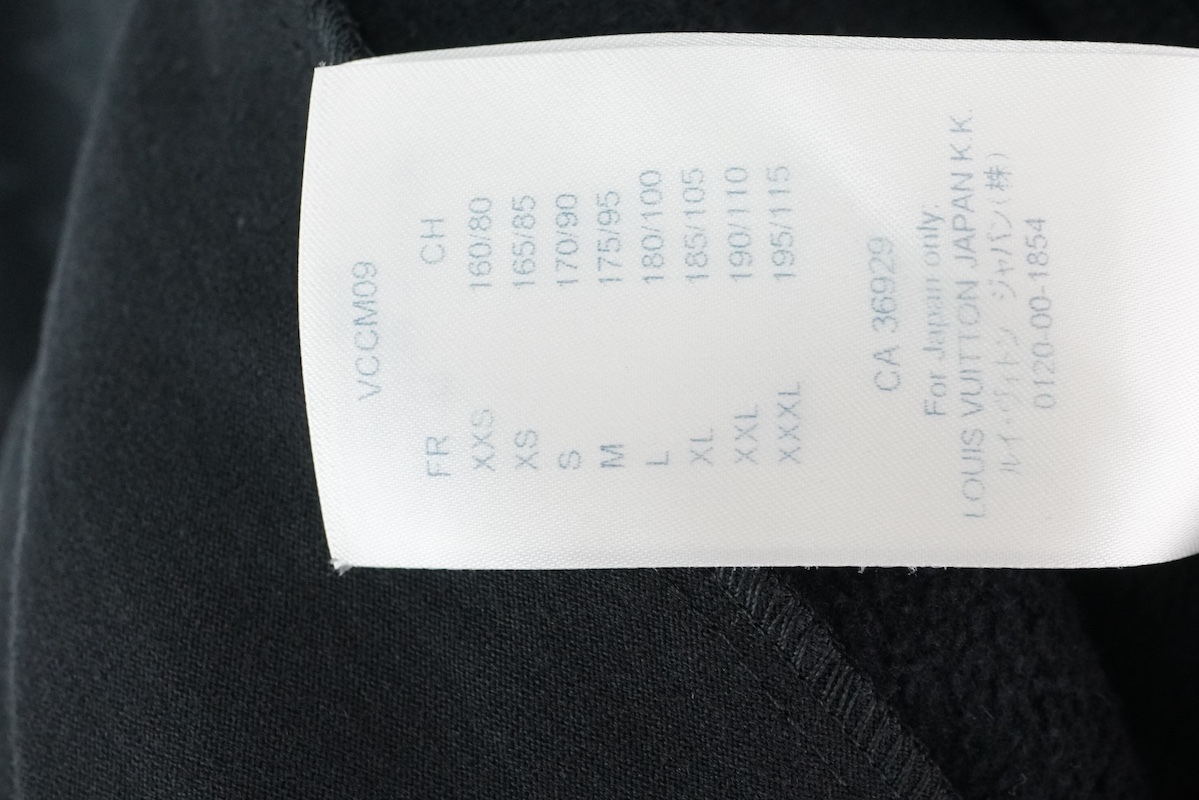 VCCM09
FR CH
XXS 160/80
XS 165/85
S 170/90
M 175/95
L 180/100
XL 185/105
XXL 190/110
XXXL 195/115
CA 36929
For Japan only.
LOUIS VUITTON JAPAN K.K.
ルイ・ヴィトン ジャパン(株)
0120-00-1854